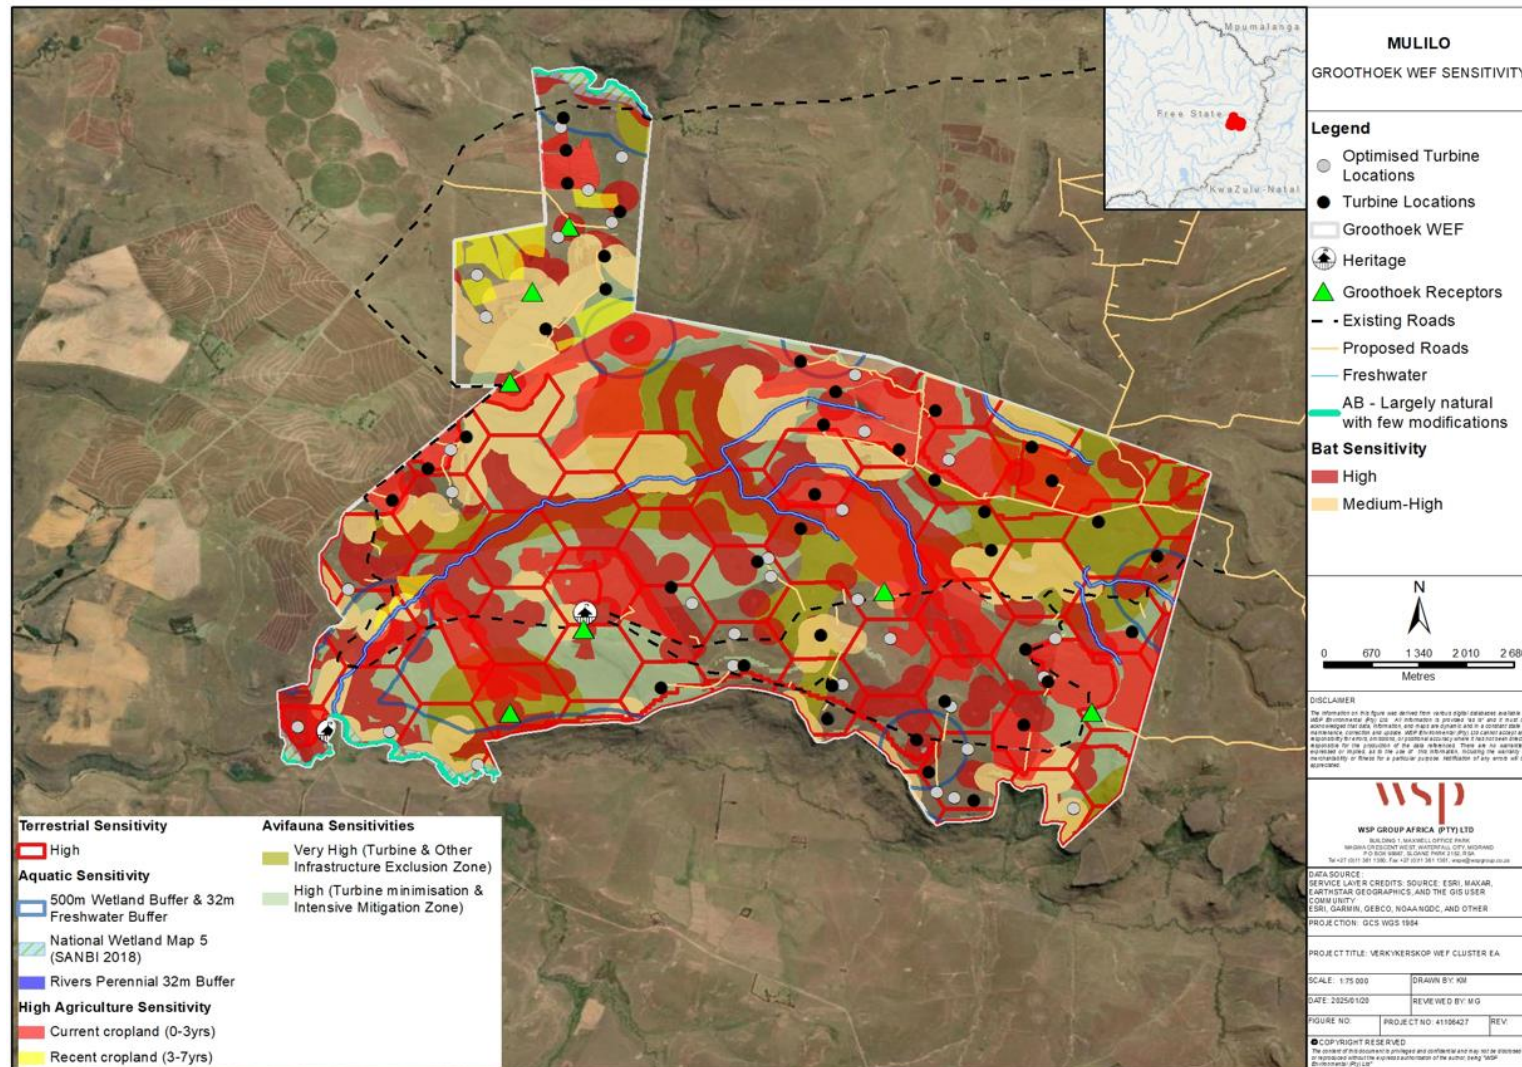 Mpumalanga
Free State
KwaZulu-Natal
MULILO
GROOTHOEK WEF SENSITIVITY
Legend
Optimised Turbine
Locations
Turbine Locations
Groothoek WEF
Heritage
Groothoek Receptors
Existing Roads
Proposed Roads
Freshwater
AB - Largely natural
with few modifications
Bat Sensitivity
High
Medium-High
N
0 670 1 340 2 010 2 680
Metres
DISCLAIMER
wsp
WSP GROUP AFRICA (PTY) LTD
BUILDING 1, MAXWELL OFFICE PARK
DATA SOURCE:
SERVICE LAYER CREDITS: SOURCE: ESRI, MAXAR,
EARTHSTAR GEOGRAPHICS, AND THE GIS USER
COMMUNITY
ESRI, GARMIN, GEBCO, NOAA NGDC, AND OTHER
PROJECTION: GCS WGS 1984
PROJECT TITLE: VERKYKERSKOP WEF CLUSTER EA
SCALE: 1:75 000
DRAWN BY: KM
DATE: 2025/01/20
REVIEWED BY: MG
FIGURE NO:
PROJECT NO: 41106427
REV:
© COPYRIGHT RESERVED
Terrestrial Sensitivity
High
Aquatic Sensitivity
500m Wetland Buffer & 32m
Freshwater Buffer
National Wetland Map 5
(SANBI 2018)
Rivers Perennial 32m Buffer
High Agriculture Sensitivity
Current cropland (0-3yrs)
Recent cropland (3-7yrs)
Avifauna Sensitivities
Very High (Turbine & Other
Infrastructure Exclusion Zone)
High (Turbine minimisation &
Intensive Mitigation Zone)